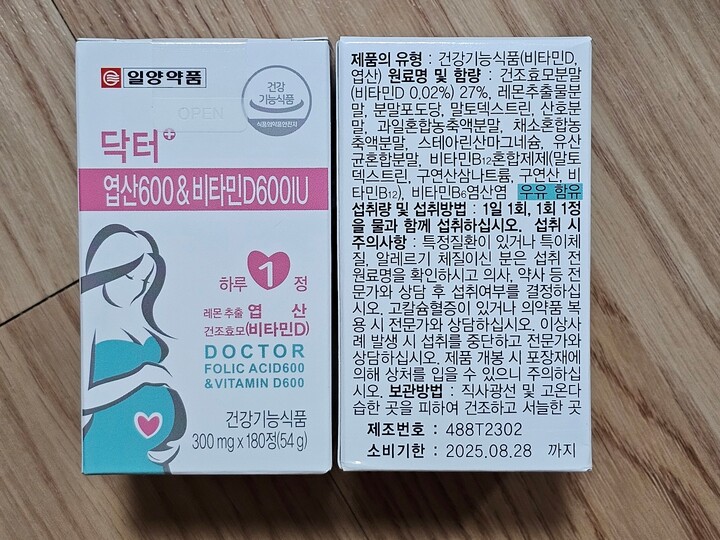 일양약품
건강
기능식품
식품의약품안전처
OPEN
닥터
엽산600 & 비타민D600IU
하루 1 정
레몬 추출 엽 산
건조효모(비타민D)
DOCTOR
FOLIC ACID600
& VITAMIN D600
건강기능식품
300 mg x 180정(54 g)
제품의 유형 : 건강기능식품(비타민D,
엽산) 원료명 및 함량 : 건조효모분말
(비타민D 0.02%) 27%, 레몬추출물분
말, 분말포도당, 말토덱스트린, 산호분
말, 과일혼합농축액분말, 채소혼합농
축액분말, 스테아린산마그네슘, 유산
균혼합분말, 비타민B12혼합제제(말토
덱스트린, 구연산삼나트륨, 구연산, 비
타민B12), 비타민B6염산염 우유 함유
섭취량 및 섭취방법 : 1일 1회, 1회 1정
을 물과 함께 섭취하십시오. 섭취 시
주의사항 : 특정질환이 있거나 특이체
질, 알레르기 체질이신 분은 섭취 전
원료명을 확인하시고 의사, 약사 등 전
문가와 상담 후 섭취여부를 결정하십
시오. 고칼슘혈증이 있거나 의약품 복
용 시 전문가와 상담하십시오. 이상사
례 발생 시 섭취를 중단하고 전문가와
상담하십시오. 제품 개봉 시 포장재에
의해 상처를 입을 수 있으니 주의하십
시오. 보관방법 : 직사광선 및 고온다
습한 곳을 피하여 건조하고 서늘한 곳
제조번호 : 488T2302
소비기한 : 2025.08.28 까지